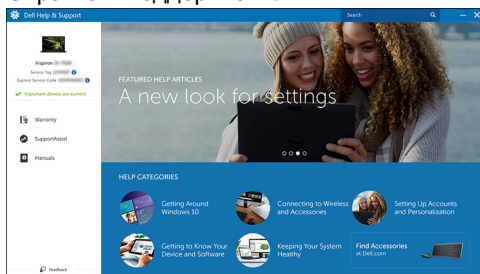 Dell Help & Support
Search
Inspiron
Service Tag
Express Service Code
Important drivers are current
Warranty
SupportAssist
Manuals
Feedback
FEATURED HELP ARTICLES
A new look for settings
HELP CATEGORIES
Getting Around
Windows 10
Connecting to Wireless
and Accessories
Setting Up Accounts
and Personalization
Getting to Know Your
Device and Software
Keeping Your System
Healthy
Find Accessories
at Dell.com